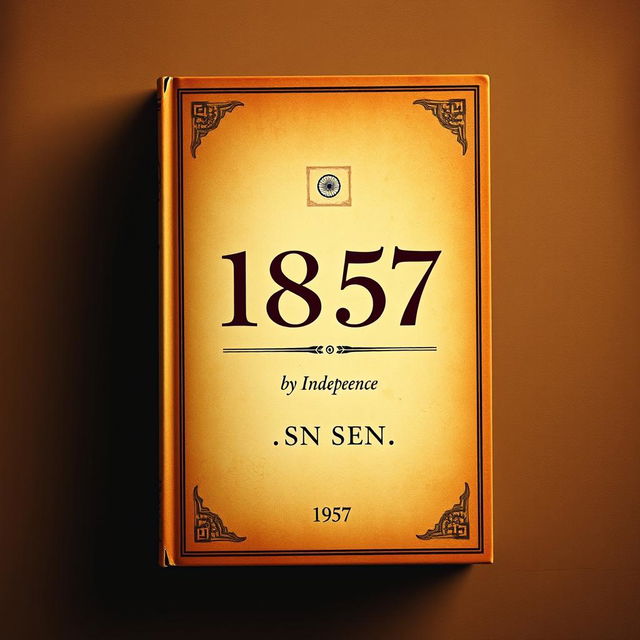 1857
by Indepeence
.SN SEN.
1957